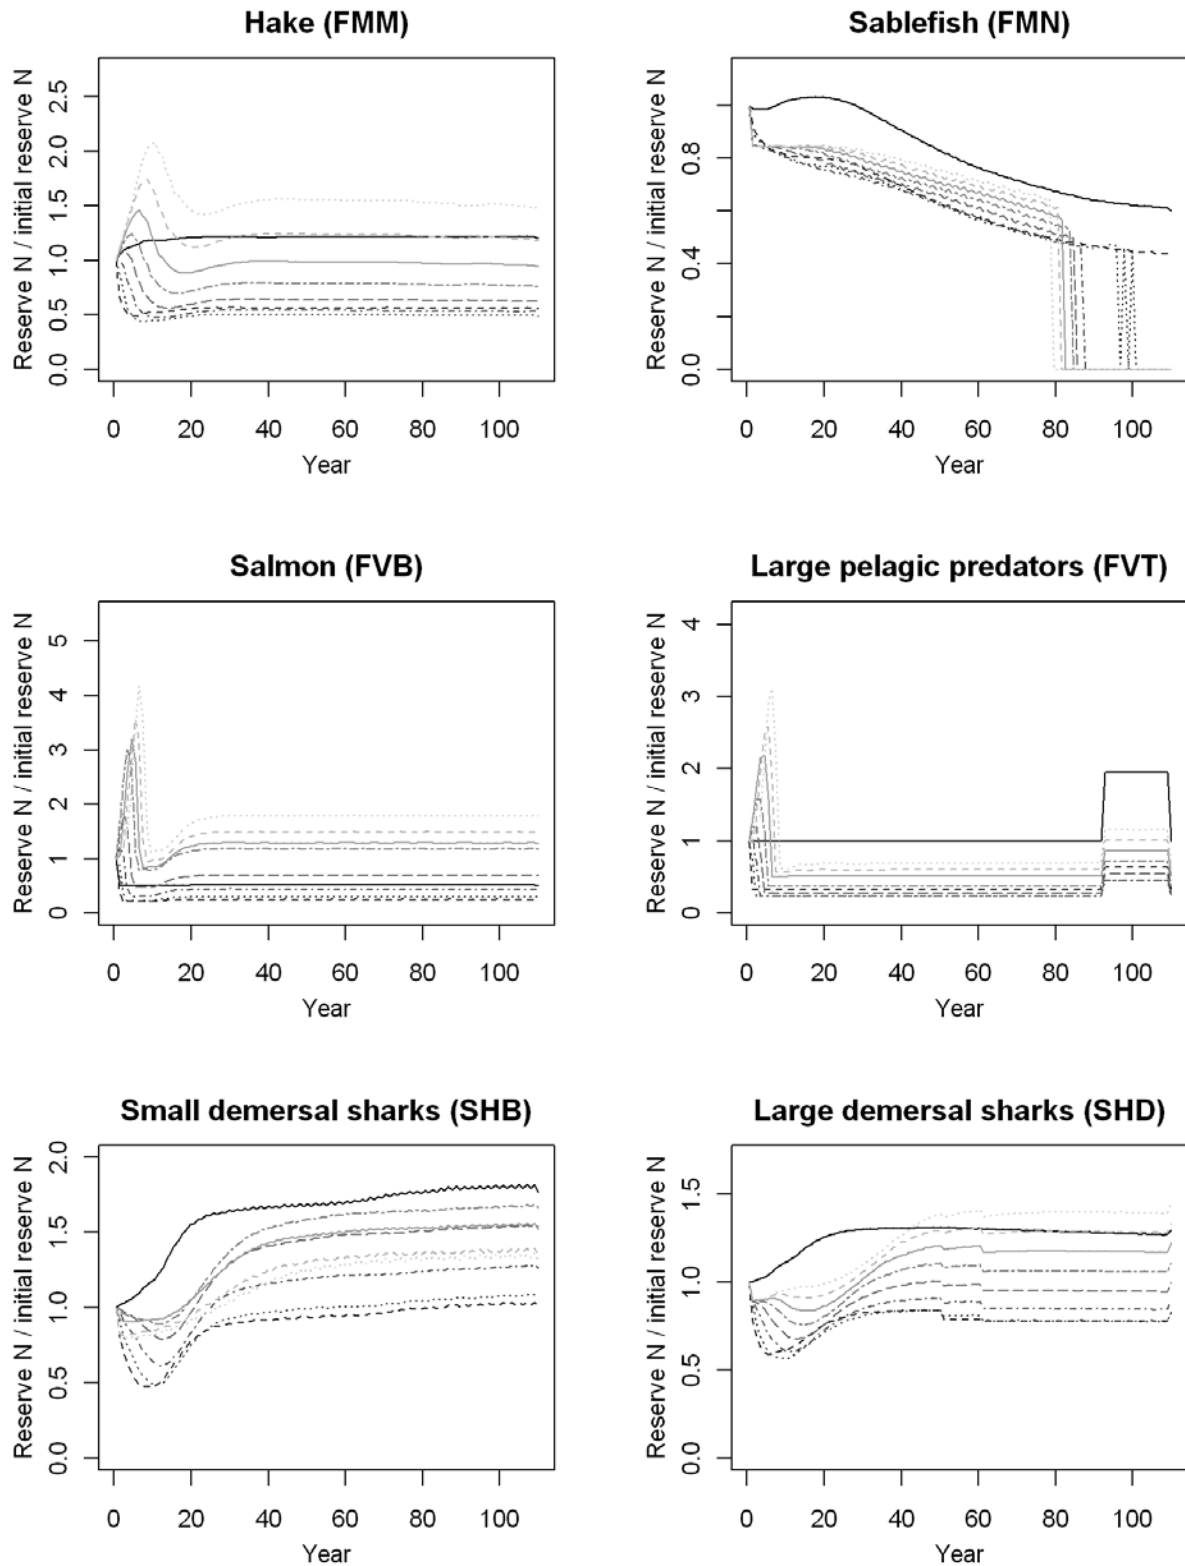 Hake (FMM)
Reserve N / initial reserve N
0.0 0.5 1.0 1.5 2.0 2.5
0 20 40 60 80 100
Year
Sablefish (FMN)
Reserve N / initial reserve N
0.0 0.4 0.8
0 20 40 60 80 100
Year
Salmon (FVB)
Reserve N / initial reserve N
0 1 2 3 4 5
0 20 40 60 80 100
Year
Large pelagic predators (FVT)
Reserve N / initial reserve N
0 1 2 3 4
0 20 40 60 80 100
Year
Small demersal sharks (SHB)
Reserve N / initial reserve N
0.0 0.5 1.0 1.5 2.0
0 20 40 60 80 100
Year
Large demersal sharks (SHD)
Reserve N / initial reserve N
0.0 0.5 1.0 1.5
0 20 40 60 80 100
Year